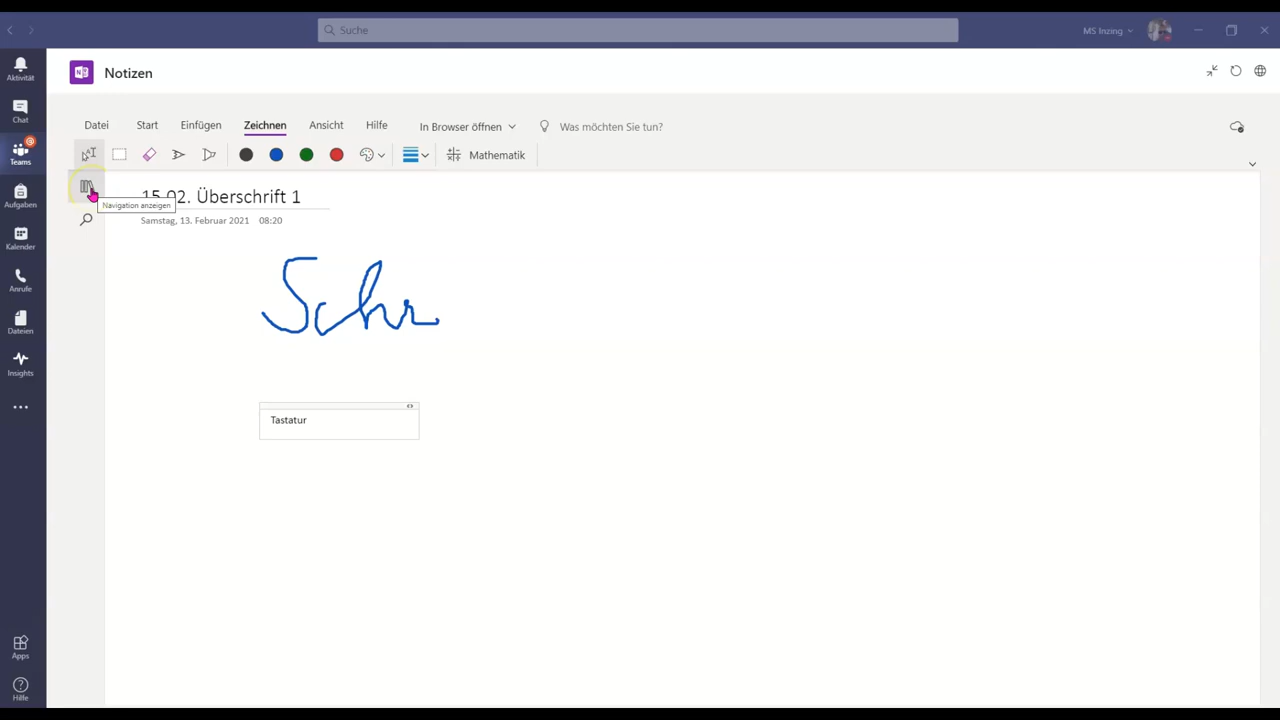 Suche
MS Inzing
Notizen
Datei Start Einfügen Zeichnen Ansicht Hilfe In Browser öffnen Was möchten Sie tun?
Mathematik
Aktivität
Chat
Teams
Aufgaben
Kalender
Anrufe
Dateien
Insights
Apps
Hilfe
15.02. Überschrift 1
Navigation anzeigen
Samstag, 13. Februar 2021 08:20
Schr
Tastatur